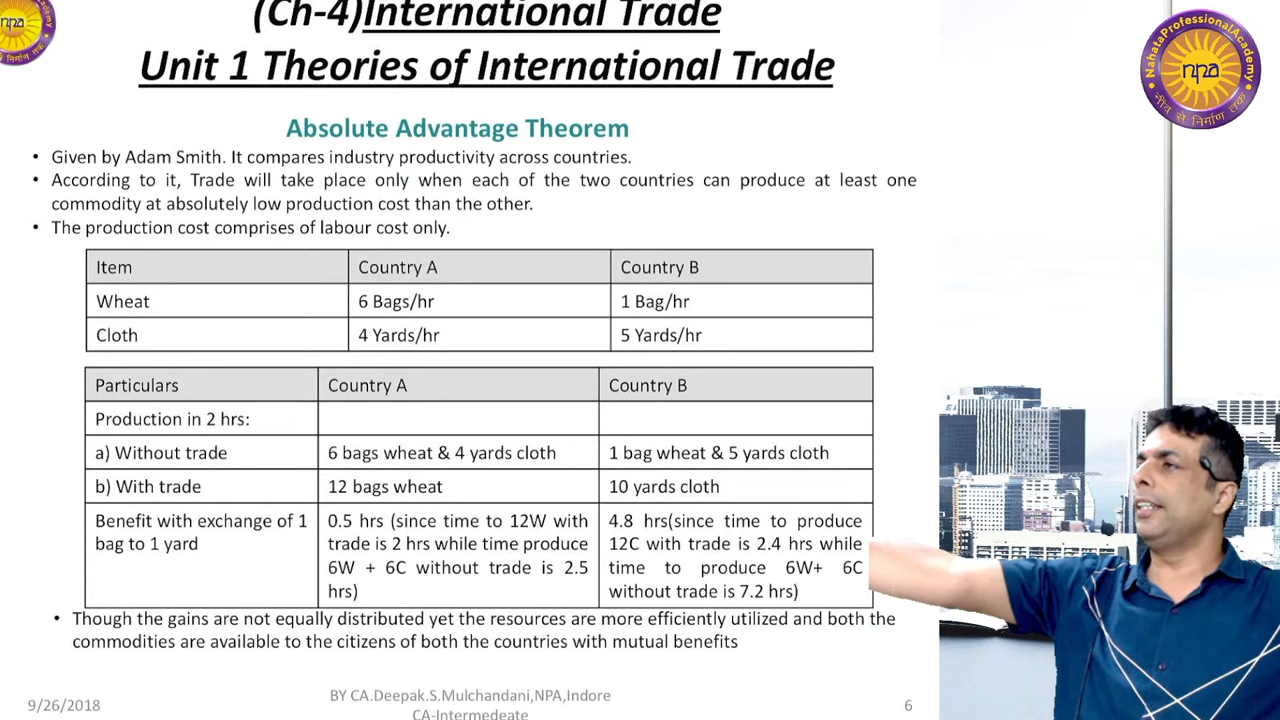 (Ch-4)International Trade
Unit 1 Theories of International Trade
npa
NahataProfessionalAcademy
npa
नींव से निर्माण तक
से निर्माण तक
Absolute Advantage Theorem
• Given by Adam Smith. It compares industry productivity across countries.
• According to it, Trade will take place only when each of the two countries can produce at least one
commodity at absolutely low production cost than the other.
• The production cost comprises of labour cost only.
Item Country A Country B
Wheat 6 Bags/hr 1 Bag/hr
Cloth 4 Yards/hr 5 Yards/hr
Particulars Country A Country B
Production in 2 hrs:
a) Without trade 6 bags wheat & 4 yards cloth 1 bag wheat & 5 yards cloth
b) With trade 12 bags wheat 10 yards cloth
Benefit with exchange of 1 0.5 hrs (since time to 12W with 4.8 hrs(since time to produce
bag to 1 yard trade is 2 hrs while time produce 12C with trade is 2.4 hrs while
6W + 6C without trade is 2.5 time to produce 6W+ 6C
hrs) without trade is 7.2 hrs)
• Though the gains are not equally distributed yet the resources are more efficiently utilized and both the
commodities are available to the citizens of both the countries with mutual benefits
9/26/2018 BY CA.Deepak.S.Mulchandani,NPA,Indore 6
CA-Intermedeate